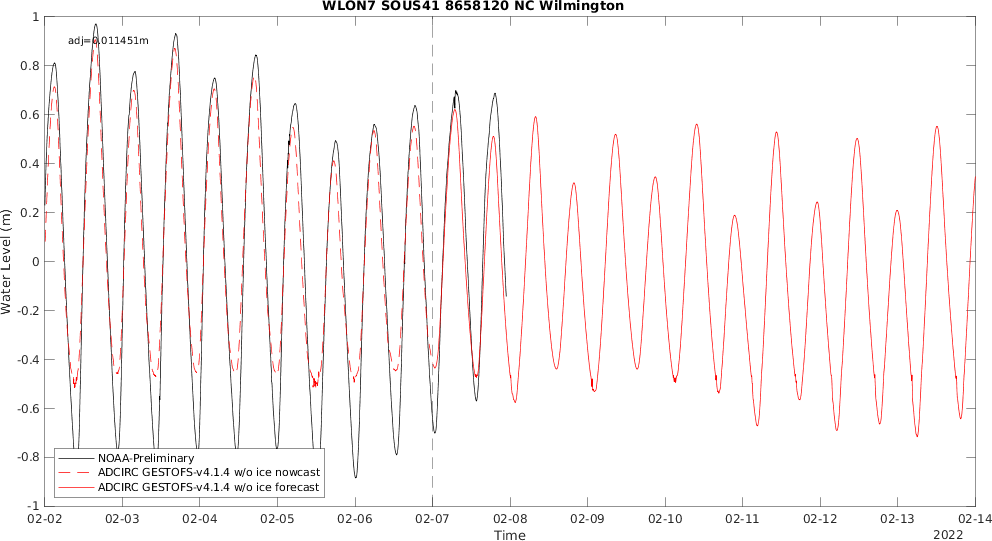 WLON7 SOUS41 8658120 NC Wilmington
adj=0.011451m
1
0.8
0.6
0.4
0.2
0
-0.2
-0.4
-0.6
-0.8
-1
Water Level (m)
NOAA-Preliminary
ADCIRC GESTOFS-v4.1.4 w/o ice nowcast
ADCIRC GESTOFS-v4.1.4 w/o ice forecast
02-02 02-03 02-04 02-05 02-06 02-07 02-08 02-09 02-10 02-11 02-12 02-13 02-14
Time
2022